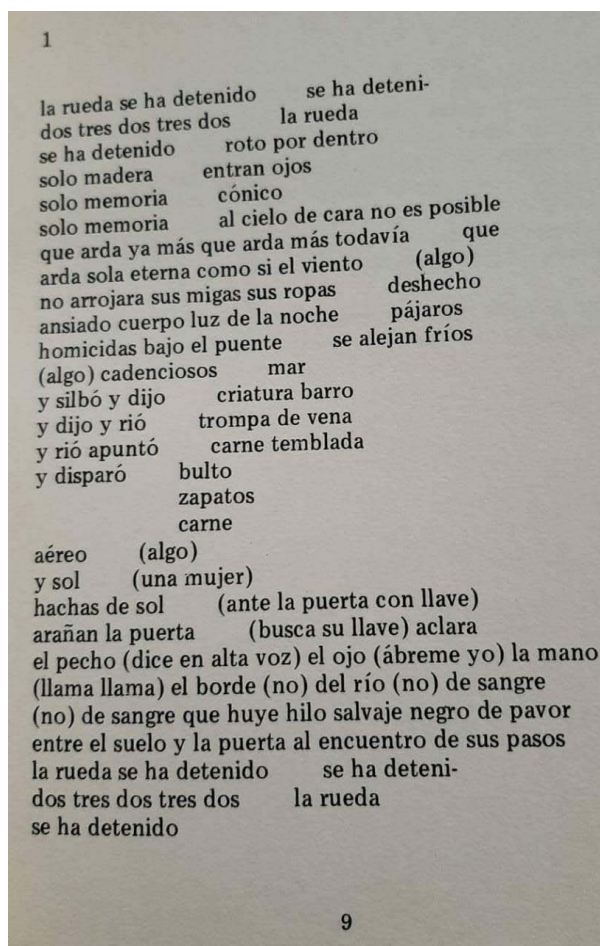 1
la rueda se ha detenido se ha deteni-
dos tres dos tres dos la rueda
se ha detenido roto por dentro
solo madera entran ojos
solo memoria cónico
solo memoria al cielo de cara no es posible
que arda ya más que arda más todavía que
arda sola eterna como si el viento (algo)
no arrojara sus migas sus ropas deshecho
ansiado cuerpo luz de la noche pájaros
homicidas bajo el puente se alejan fríos
(algo) cadenciosos mar
y silbó y dijo criatura barro
y dijo y rió trompa de vena
y rió apuntó carne temblada
y disparó bulto
zapatos
carne
aéreo (algo)
y sol (una mujer)
hachas de sol (ante la puerta con llave)
arañan la puerta (busca su llave) aclara
el pecho (dice en alta voz) el ojo (ábreme yo) la mano
(llama llama) el borde (no) del río (no) de sangre
(no) de sangre que huye hilo salvaje negro de pavor
entre el suelo y la puerta al encuentro de sus pasos
la rueda se ha detenido se ha deteni-
dos tres dos tres dos la rueda
se ha detenido
9